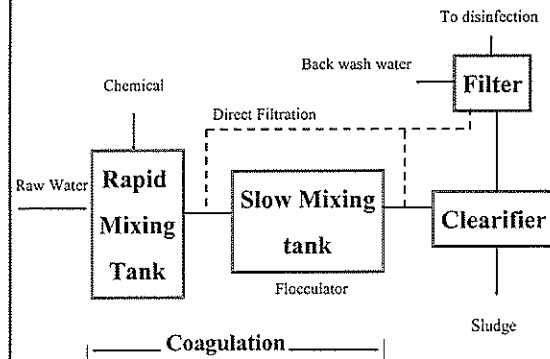 To disinfection
Back wash water
Filter
Chemical
Direct Filtration
Raw Water
Rapid
Mixing
Tank
Slow Mixing
tank
Clearifier
Flocculator
Sludge
Coagulation